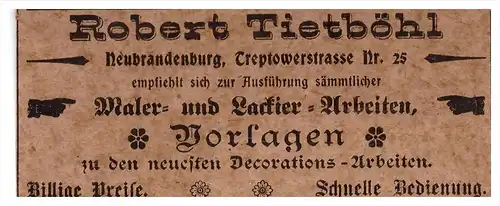 Robert Tietböhl
Neubrandenburg, Treptowerstrasse Nr. 25
empfiehlt sich zur Ausführung sämmtlicher
Maler- und Lackier-Arbeiten,
Vorlagen
zu den neuesten Decorations-Arbeiten.
Billige Preise. Schnelle Bedienung.